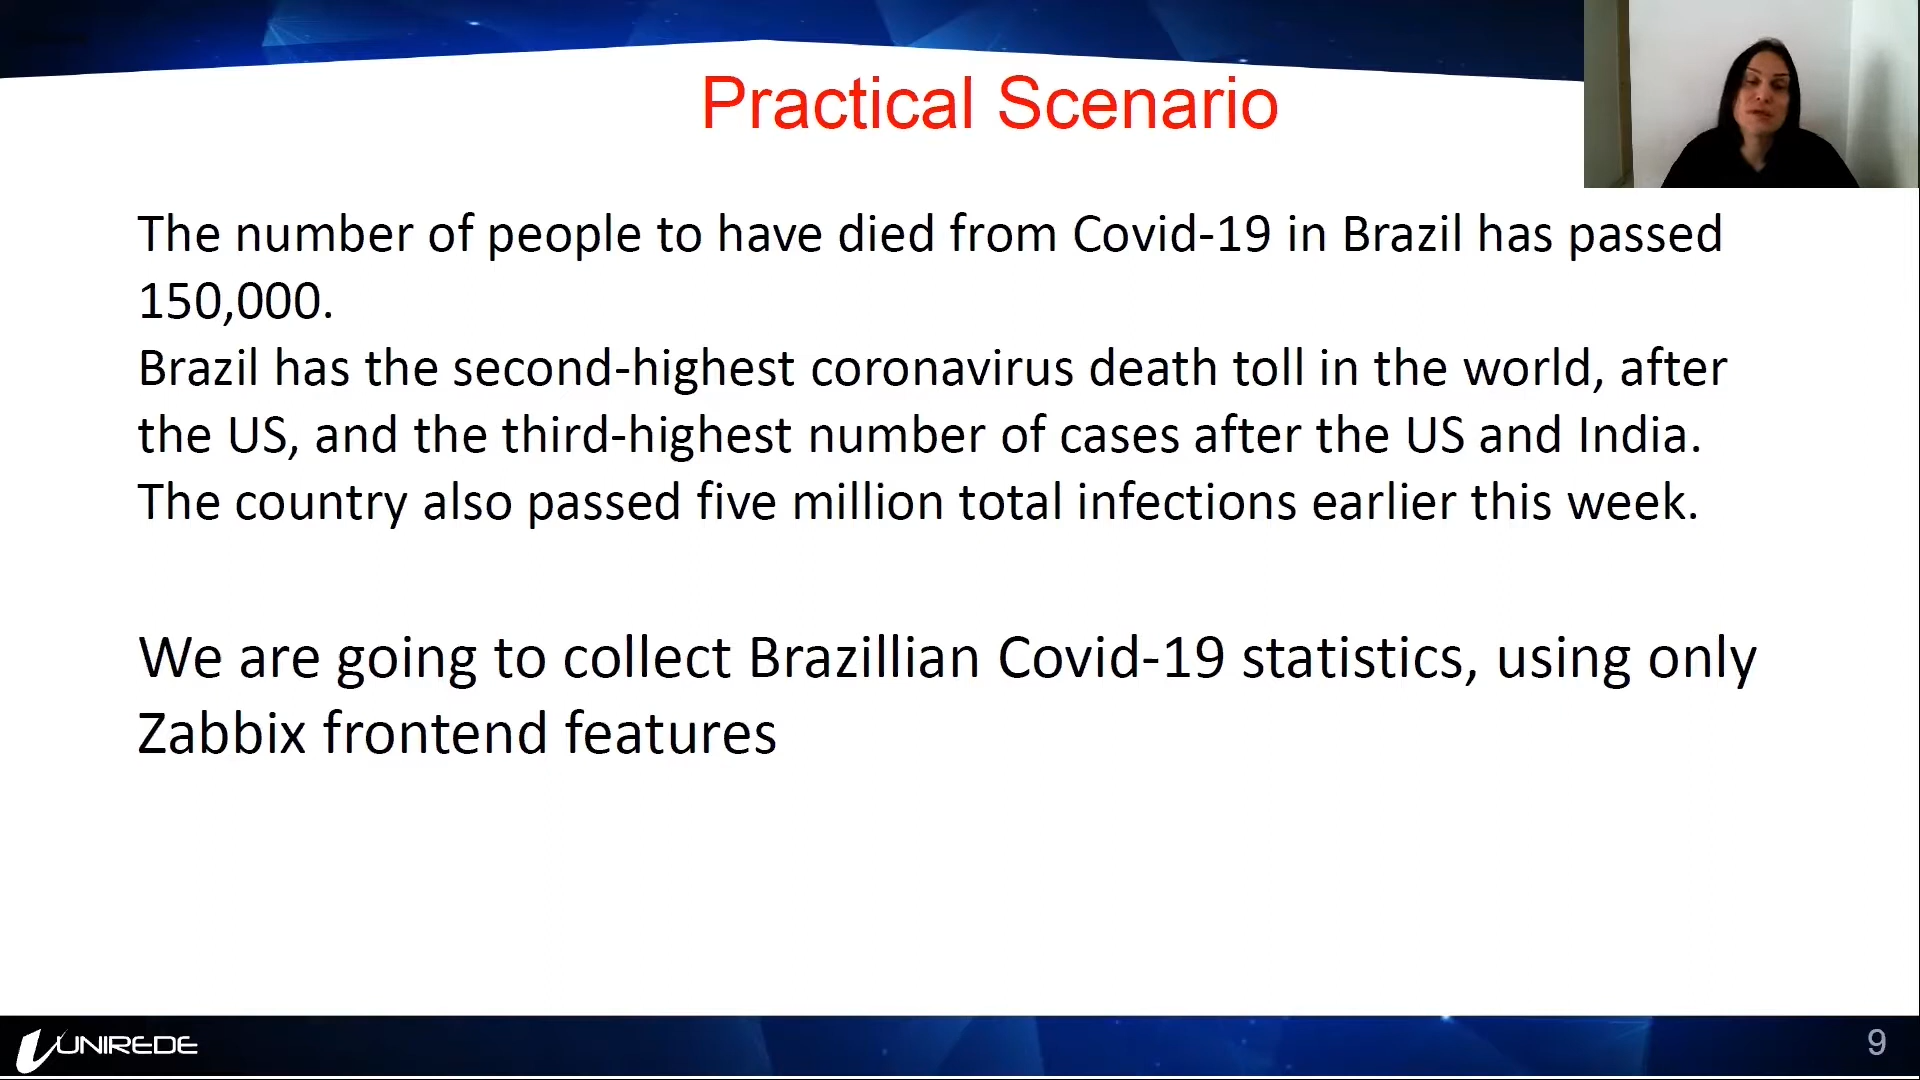 Practical Scenario
The number of people to have died from Covid-19 in Brazil has passed
150,000.
Brazil has the second-highest coronavirus death toll in the world, after
the US, and the third-highest number of cases after the US and India.
The country also passed five million total infections earlier this week.
We are going to collect Brazillian Covid-19 statistics, using only
Zabbix frontend features
UNIREDE
9